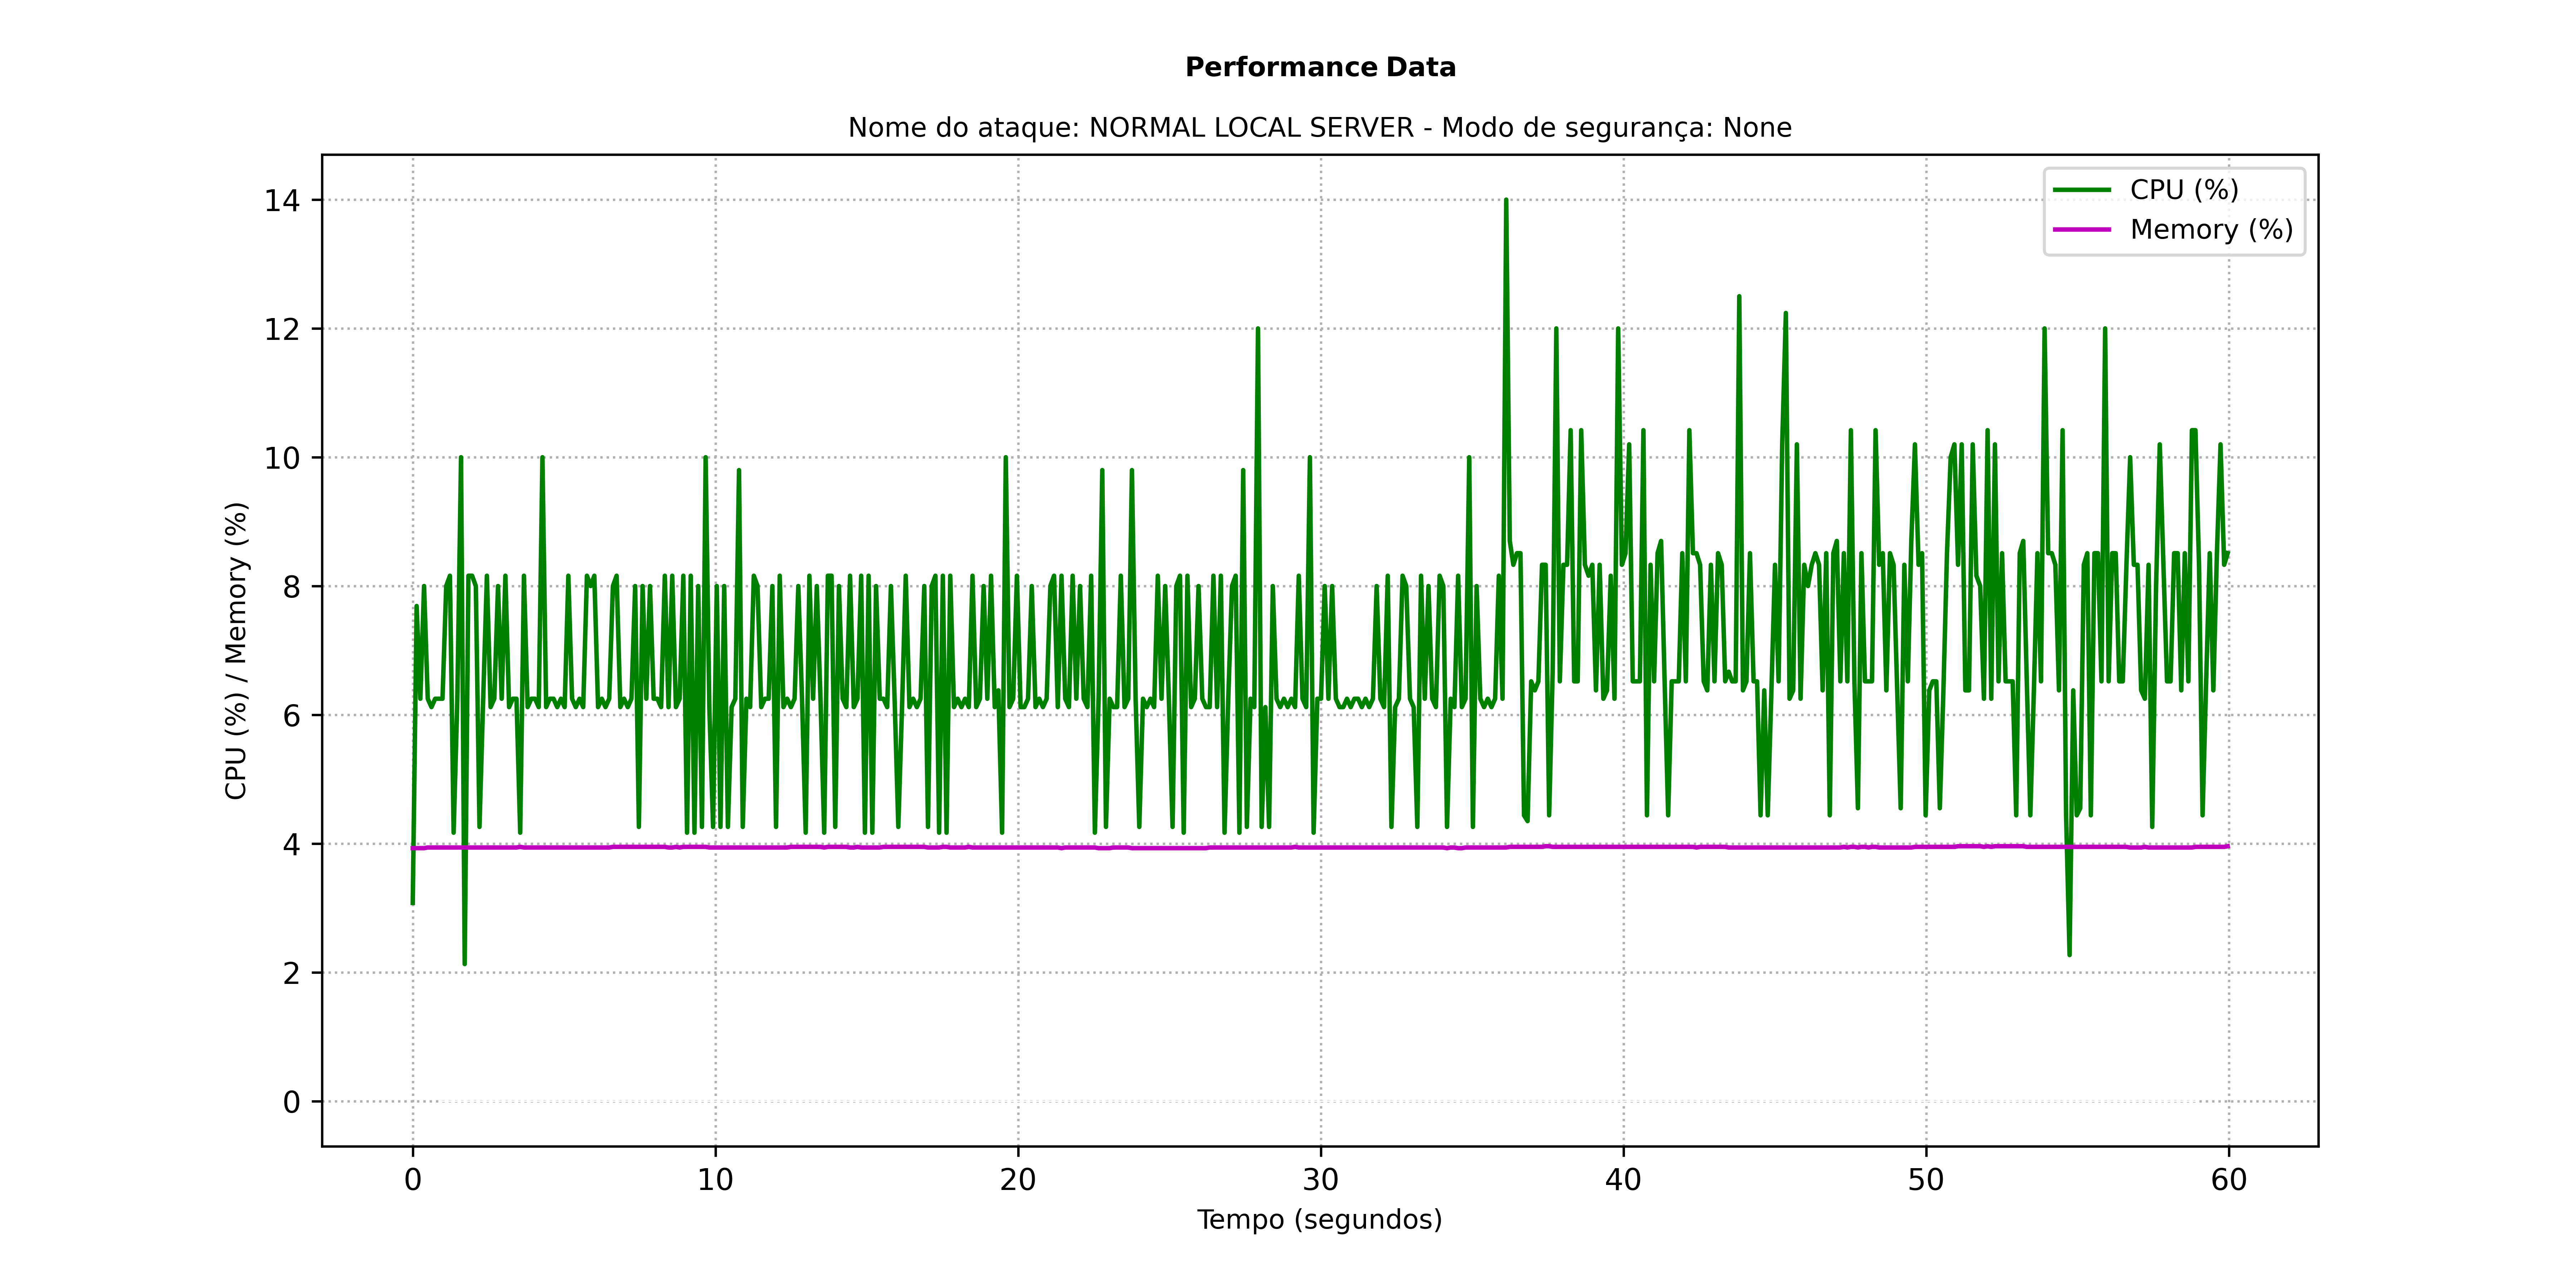 Performance Data
Nome do ataque: NORMAL LOCAL SERVER - Modo de segurança: None
CPU (%)
Memory (%)
CPU (%) / Memory (%)
14
12
10
8
6
4
2
0
0 10 20 30 40 50 60
Tempo (segundos)